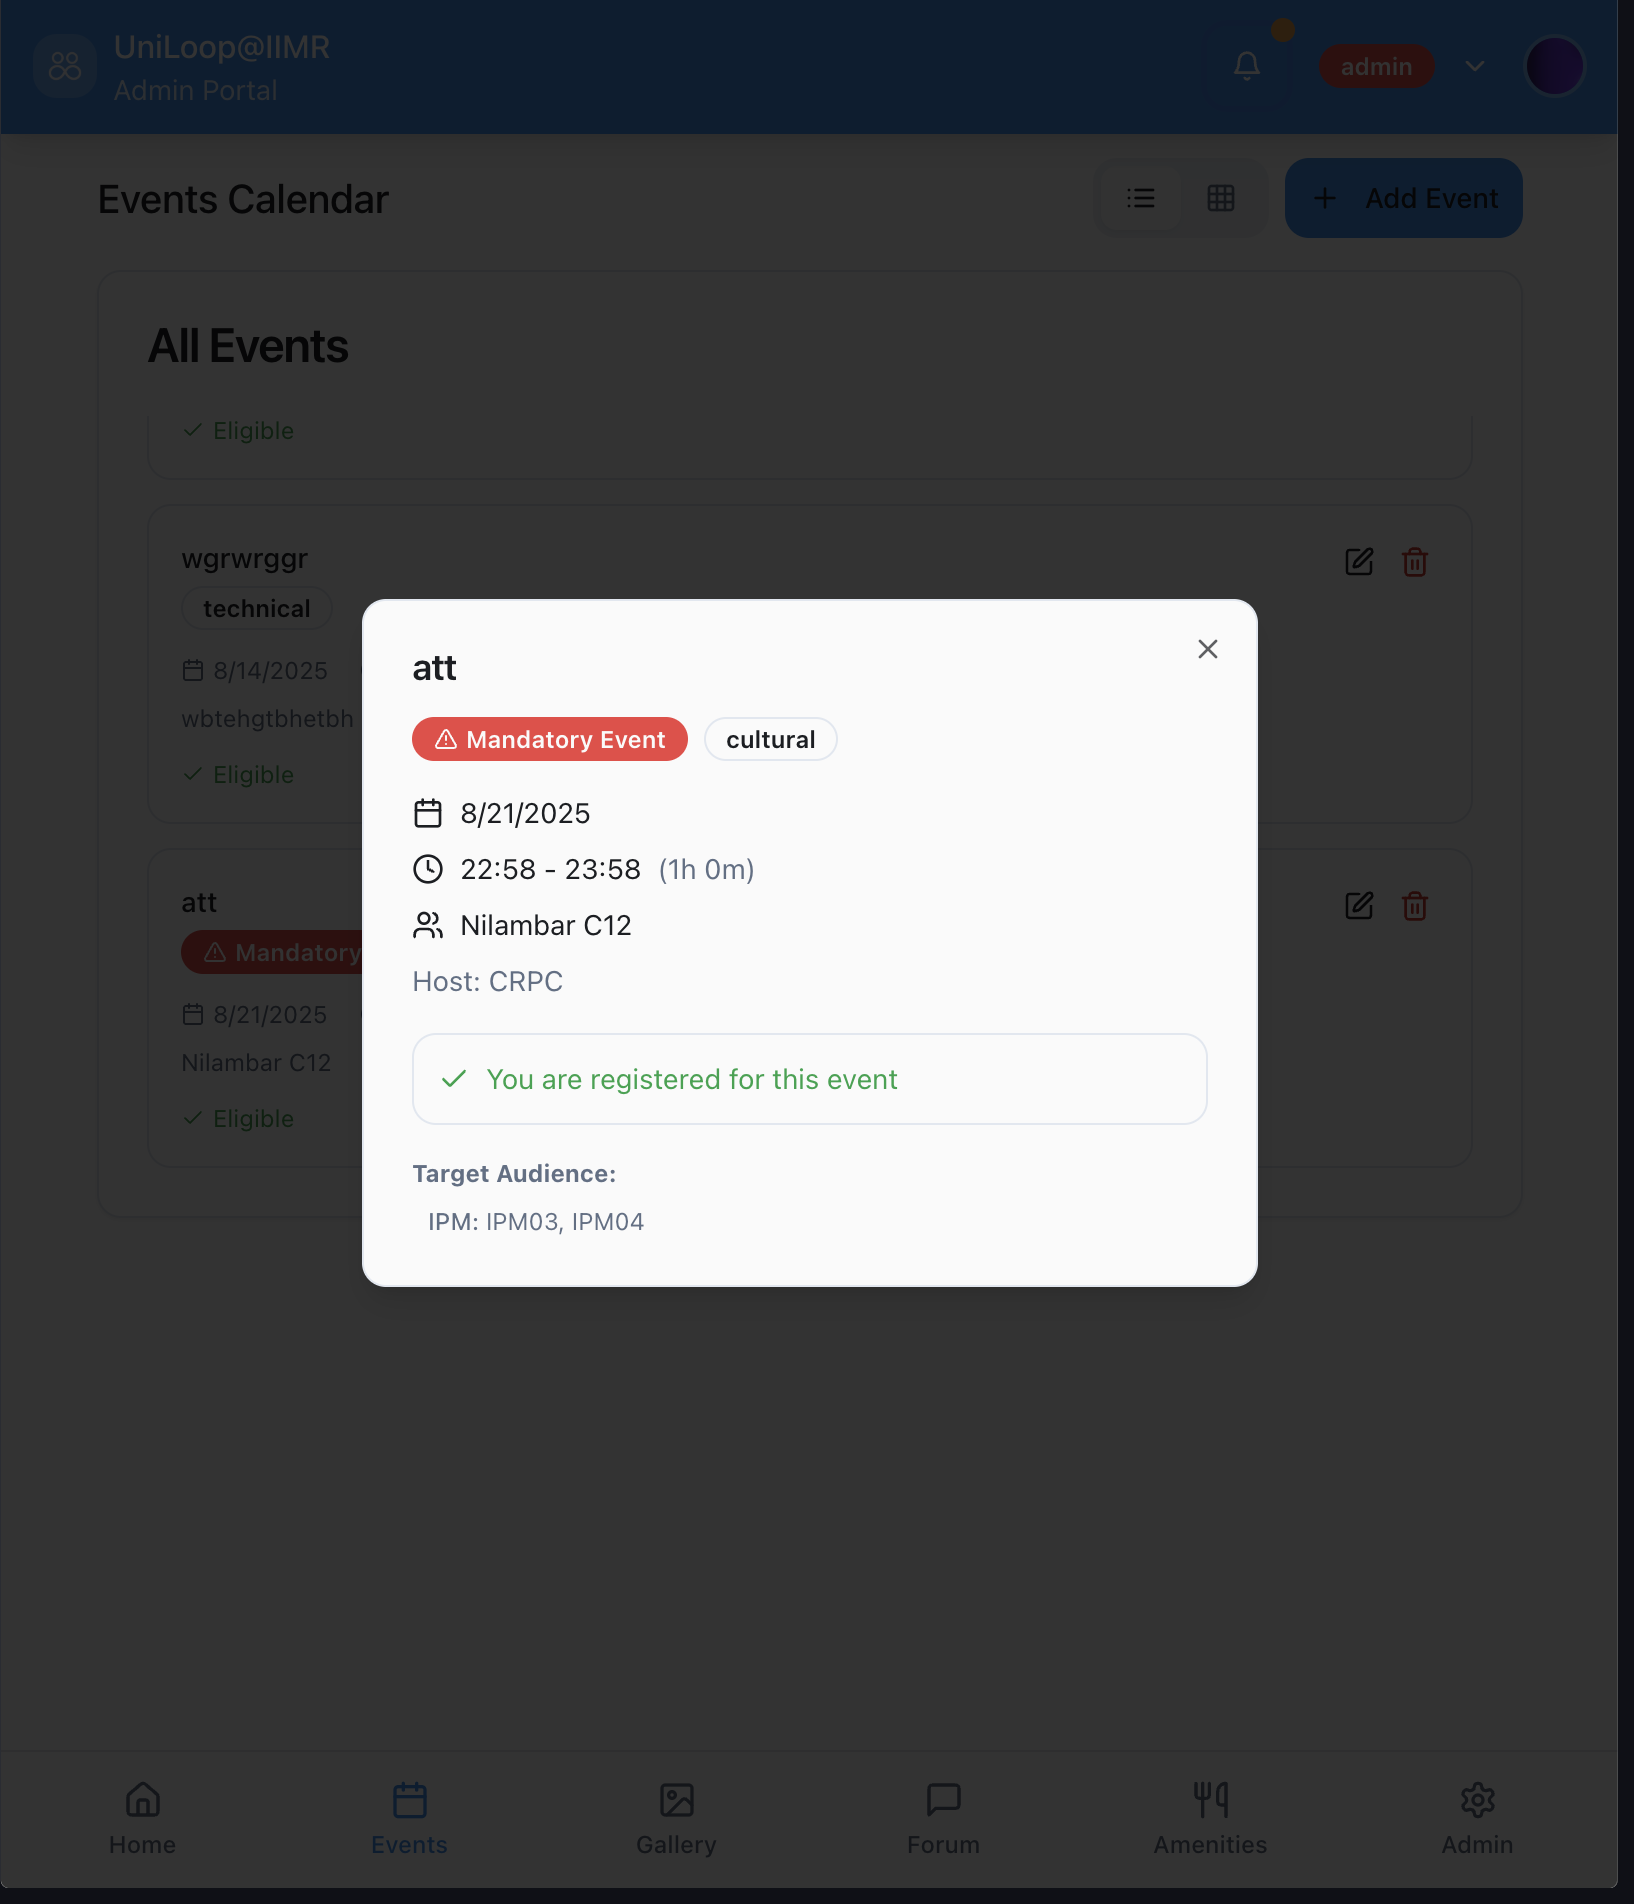 UniLoop@IIMR
Admin Portal
admin
Events Calendar
Add Event
All Events
Eligible
wgrwrggr
technical
8/14/2025
wbtehgtbhetbh
Eligible
att
Mandatory
8/21/2025
Nilambar C12
Eligible
att
Mandatory Event
cultural
8/21/2025
22:58 - 23:58 (1h 0m)
Nilambar C12
Host: CRPC
You are registered for this event
Target Audience:
IPM: IPM03, IPM04
Home
Events
Gallery
Forum
Amenities
Admin